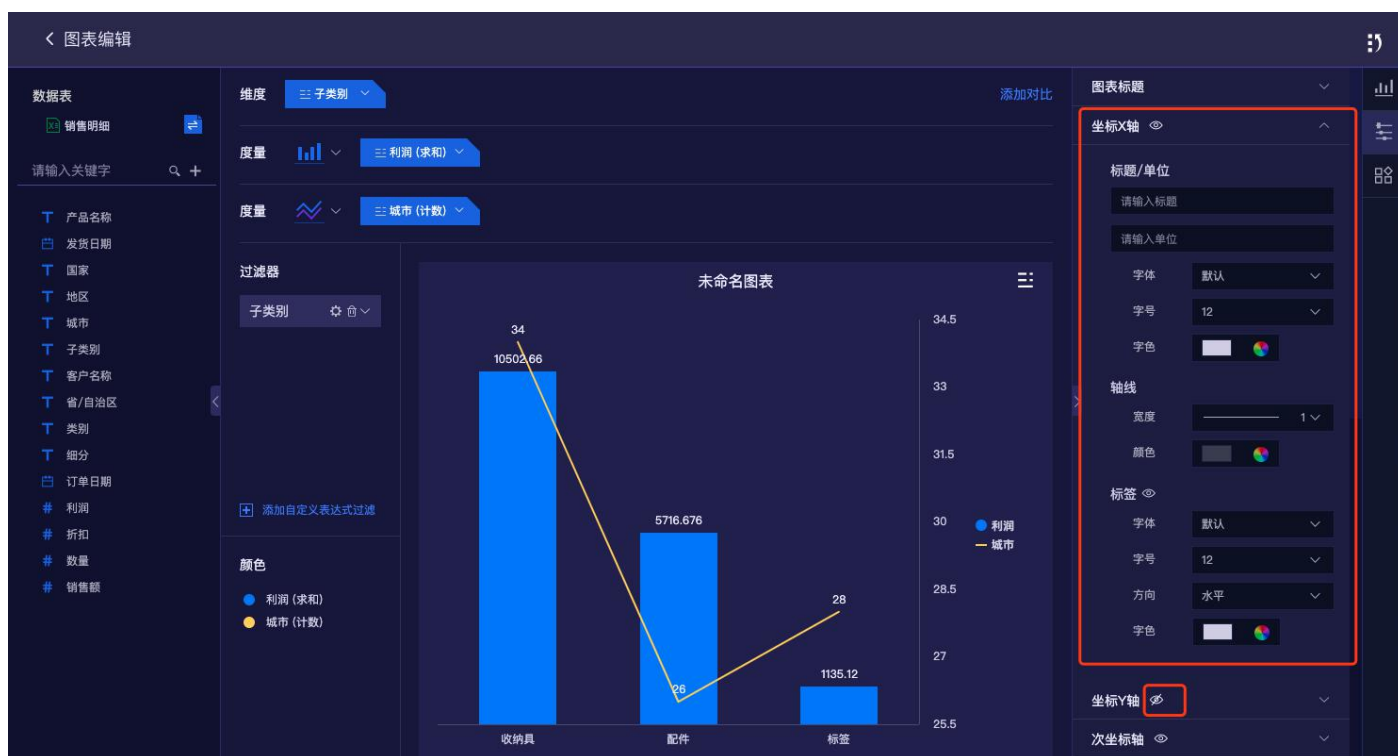 图表编辑
数据表
销售明细
请输入关键字
产品名称
发货日期
国家
地区
城市
子类别
客户名称
省/自治区
类别
细分
订单日期
利润
折扣
数量
销售额
维度 子类别 添加对比
度量 利润 (求和)
度量 城市 (计数)
过滤器
子类别
添加自定义表达式过滤
颜色
利润 (求和)
城市 (计数)
未命名图表
34
10502.66
5716.676
26
28
1135.12
收纳具 配件 标签
34.5
33
31.5
30
28.5
27
25.5
利润
城市
图表标题
坐标X轴
标题/单位
请输入标题
请输入单位
字体 默认
字号 12
字色
轴线
宽度 1
颜色
标签
字体 默认
字号 12
方向 水平
字色
坐标Y轴
次坐标轴